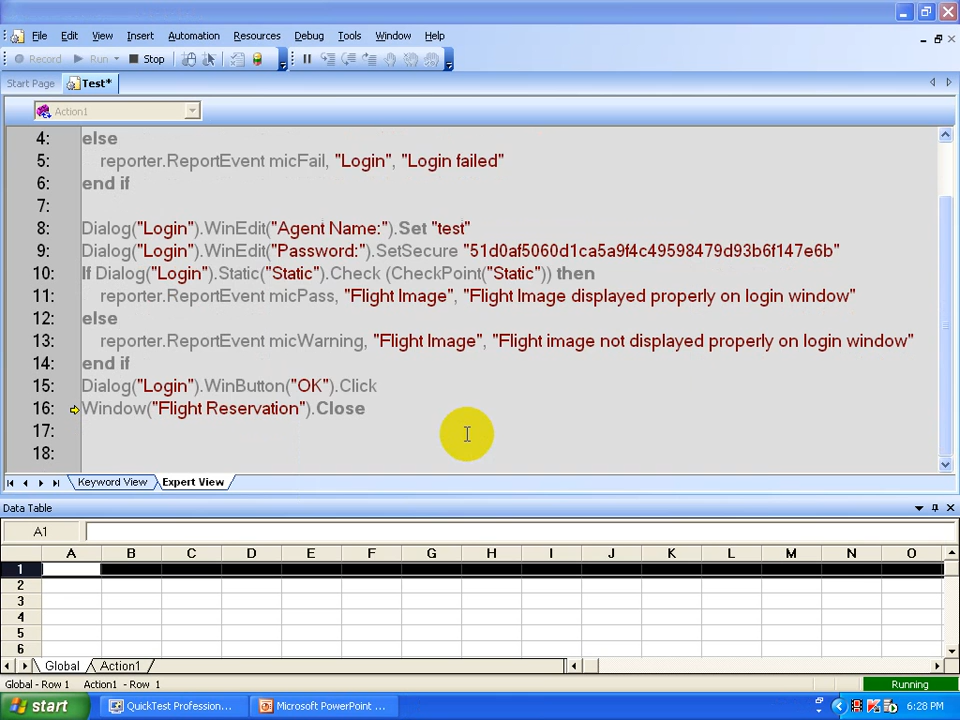 File Edit View Insert Automation Resources Debug Tools Window Help
Record Run Stop
Start Page Test*
Action1
4: else
5: reporter.ReportEvent micFail, "Login", "Login failed"
6: end if
7:
8: Dialog("Login").WinEdit("Agent Name:").Set "test"
9: Dialog("Login").WinEdit("Password:").SetSecure "51d0af5060d1ca5a9f4c49598479d93b6f147e6b"
10: If Dialog("Login").Static("Static").Check (CheckPoint("Static")) then
11: reporter.ReportEvent micPass, "Flight Image", "Flight Image displayed properly on login window"
12: else
13: reporter.ReportEvent micWarning, "Flight Image", "Flight image not displayed properly on login window"
14: end if
15: Dialog("Login").WinButton("OK").Click
16: Window("Flight Reservation").Close
17:
18:
Keyword View Expert View
Data Table
A1
A B C D E F G H I J K L M N O
1
2
3
4
5
6
Global Action1
Global - Row 1 Action1 - Row 1 Running
start QuickTest Profession... Microsoft PowerPoint ... 6:28 PM